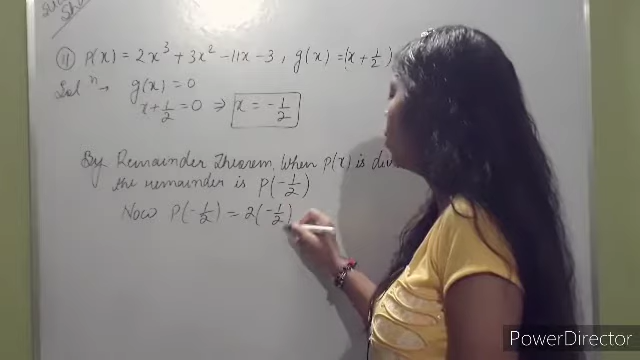 (11) P(x) = 2x³ + 3x² - 11x - 3, g(x) = (x + 1/2)
Solⁿ → g(x) = 0
x + 1/2 = 0 ⇒ x = - 1/2
By Remainder Theorem, when P(x) is
the remainder is P(- 1/2)
Now P(- 1/2) = 2(- 1/2)
PowerDirector